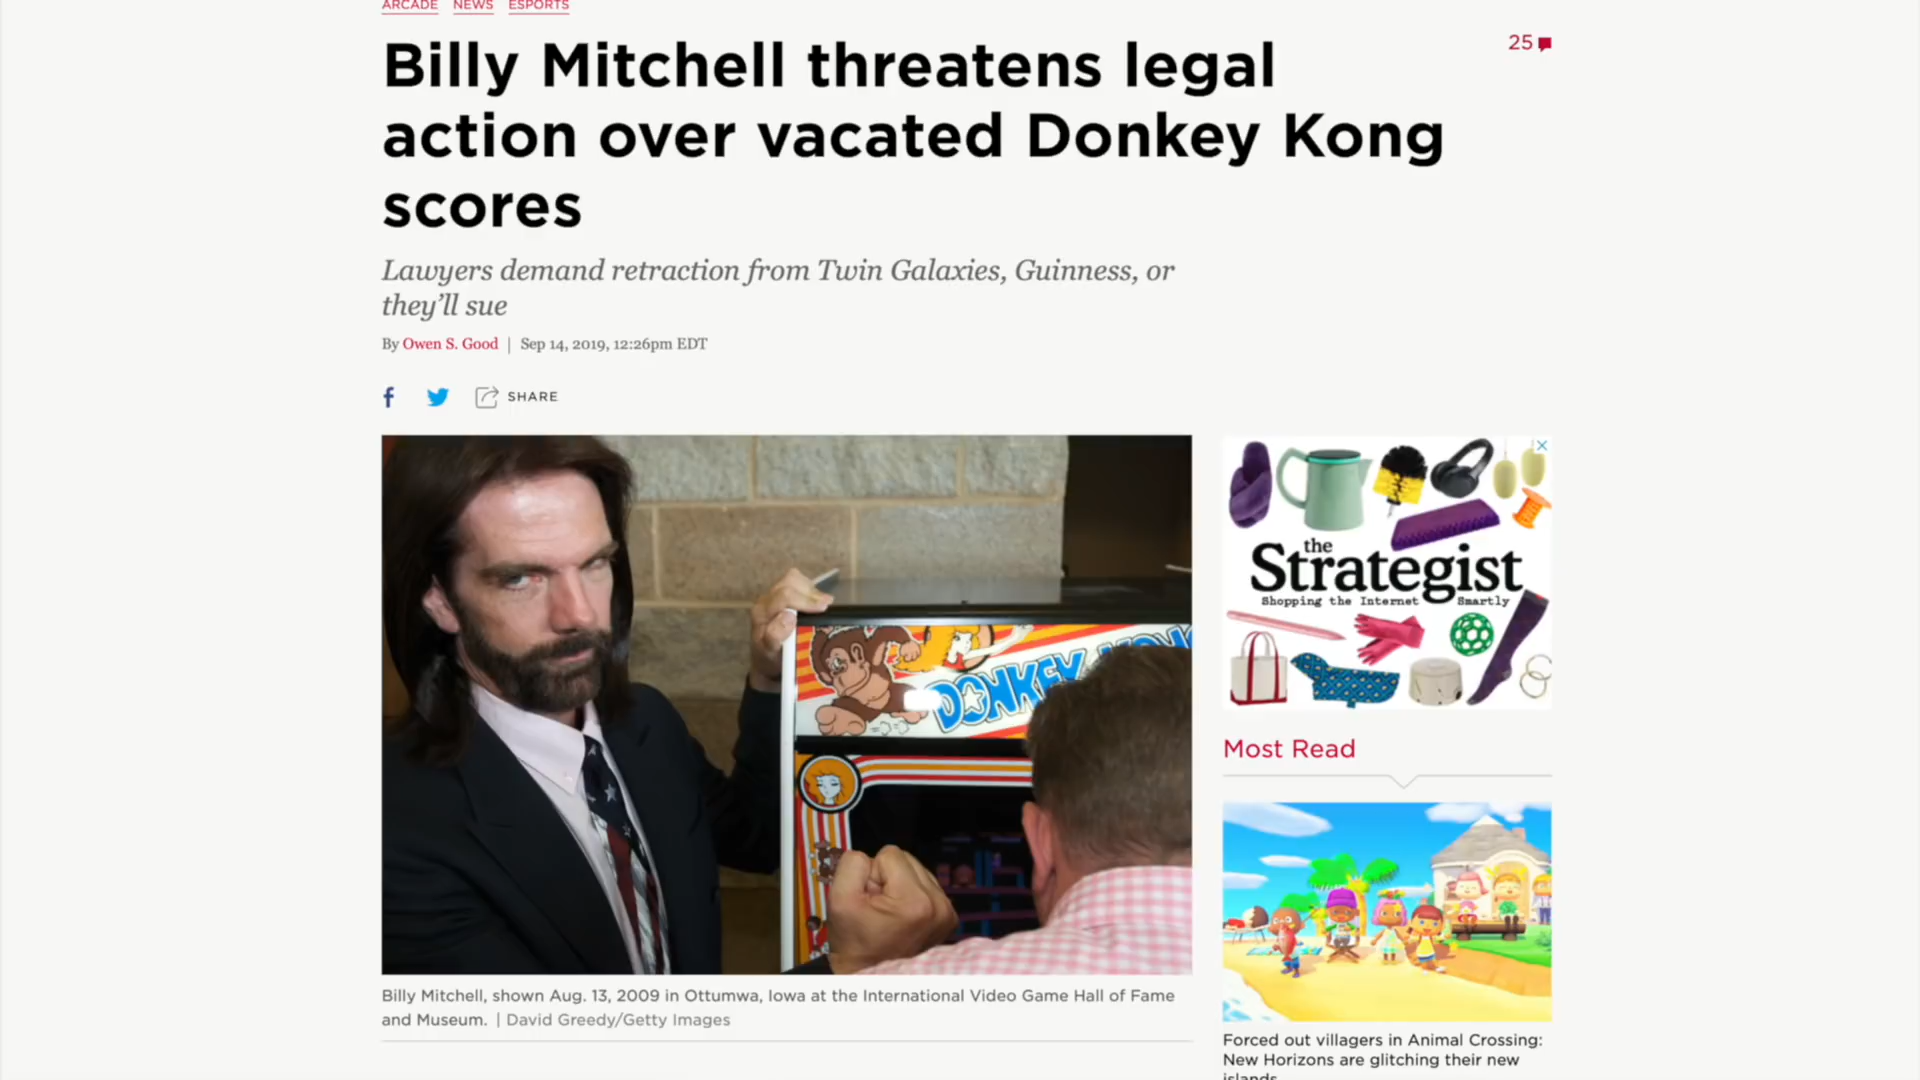 ARCADE NEWS ESPORTS
25
Billy Mitchell threatens legal
action over vacated Donkey Kong
scores
Lawyers demand retraction from Twin Galaxies, Guinness, or
they'll sue
By Owen S. Good | Sep 14, 2019, 12:26pm EDT
SHARE
DONKEY KONG
Billy Mitchell, shown Aug. 13, 2009 in Ottumwa, Iowa at the International Video Game Hall of Fame
and Museum. | David Greedy/Getty Images
the
Strategist
Shopping the Internet Smartly
Most Read
Forced out villagers in Animal Crossing:
New Horizons are glitching their new
islands